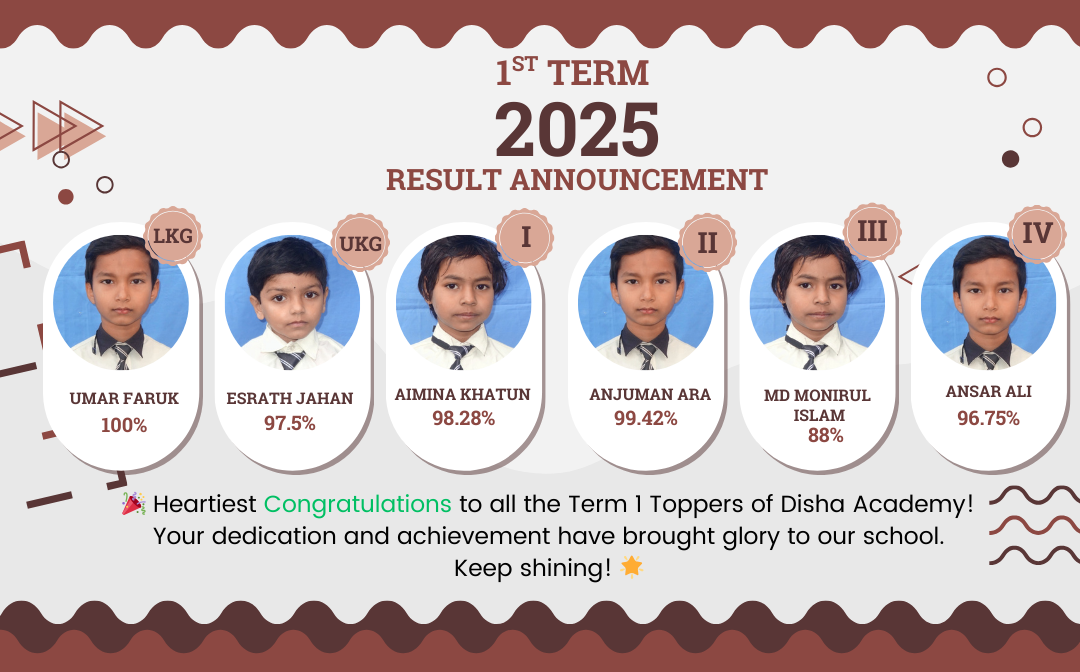 1ST TERM
2025
RESULT ANNOUNCEMENT
LKG
UMAR FARUK
100%
UKG
ESRATH JAHAN
97.5%
I
AIMINA KHATUN
98.28%
II
ANJUMAN ARA
99.42%
III
MD MONIRUL
ISLAM
88%
IV
ANSAR ALI
96.75%
🎉 Heartiest Congratulations to all the Term 1 Toppers of Disha Academy!
Your dedication and achievement have brought glory to our school.
Keep shining! 🌟